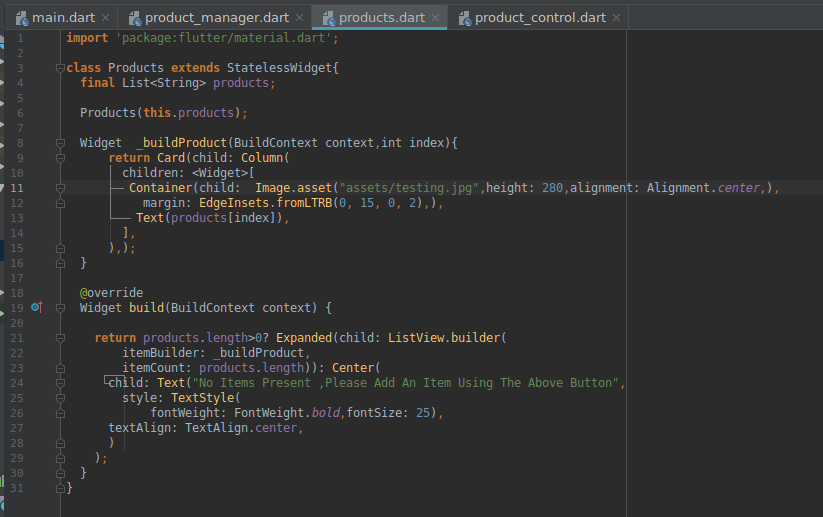 main.dart × product_manager.dart × products.dart × product_control.dart ×
1 import 'package:flutter/material.dart';
2
3 class Products extends StatelessWidget{
4 final List<String> products;
5
6 Products(this.products);
7
8 Widget _buildProduct(BuildContext context,int index){
9 return Card(child: Column(
10 children: <Widget>[
11 Container(child: Image.asset("assets/testing.jpg",height: 280,alignment: Alignment.center,),
12 margin: EdgeInsets.fromLTRB(0, 15, 0, 2),),
13 Text(products[index]),
14 ],
15 ),);
16 }
17
18 @override
19 Widget build(BuildContext context) {
20
21 return products.length>0? Expanded(child: ListView.builder(
22 itemBuilder: _buildProduct,
23 itemCount: products.length)): Center(
24 child: Text("No Items Present ,Please Add An Item Using The Above Button",
25 style: TextStyle(
26 fontWeight: FontWeight.bold,fontSize: 25),
27 textAlign: TextAlign.center,
28 )
29 );
30 }
31 }